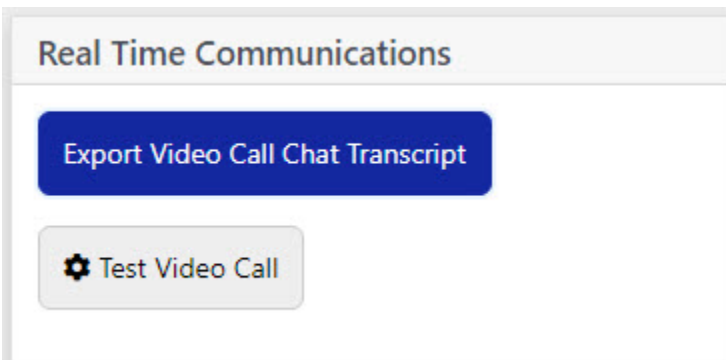 Real Time Communications
Export Video Call Chat Transcript
Test Video Call